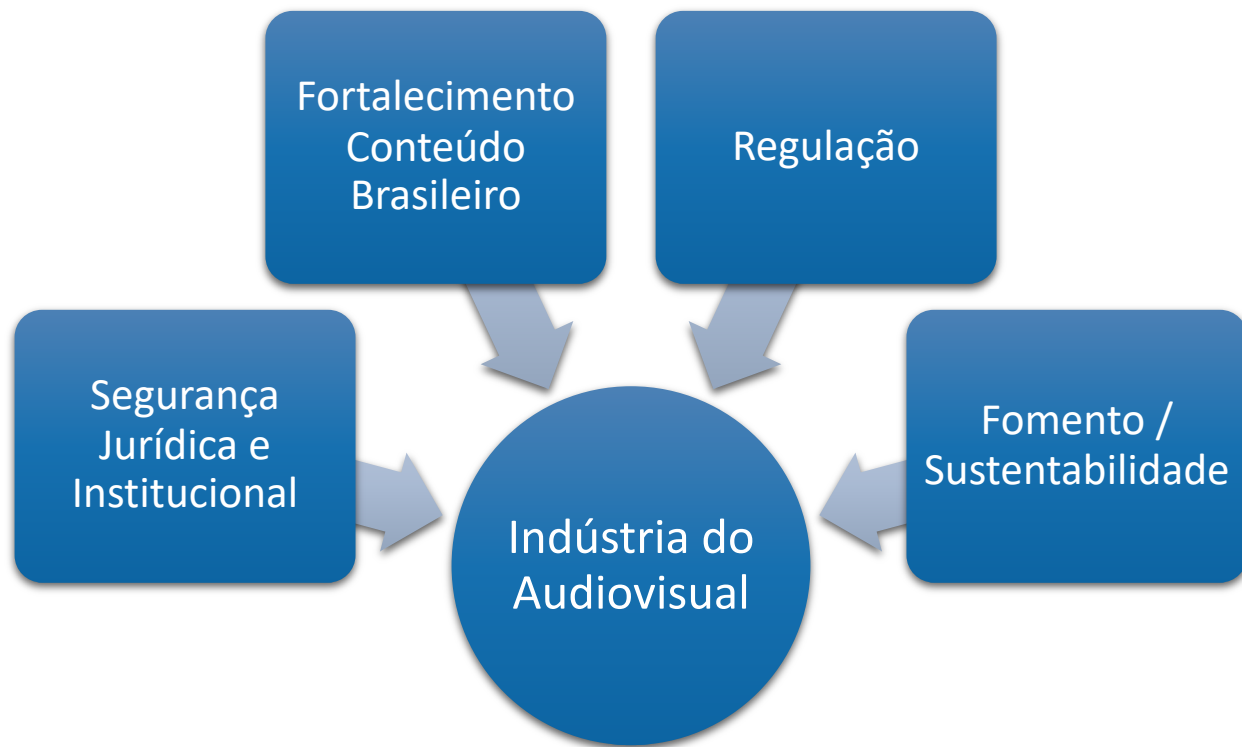 Fortalecimento
Conteúdo
Brasileiro
Regulação
Segurança
Jurídica e
Institucional
Fomento /
Sustentabilidade
Indústria do
Audiovisual